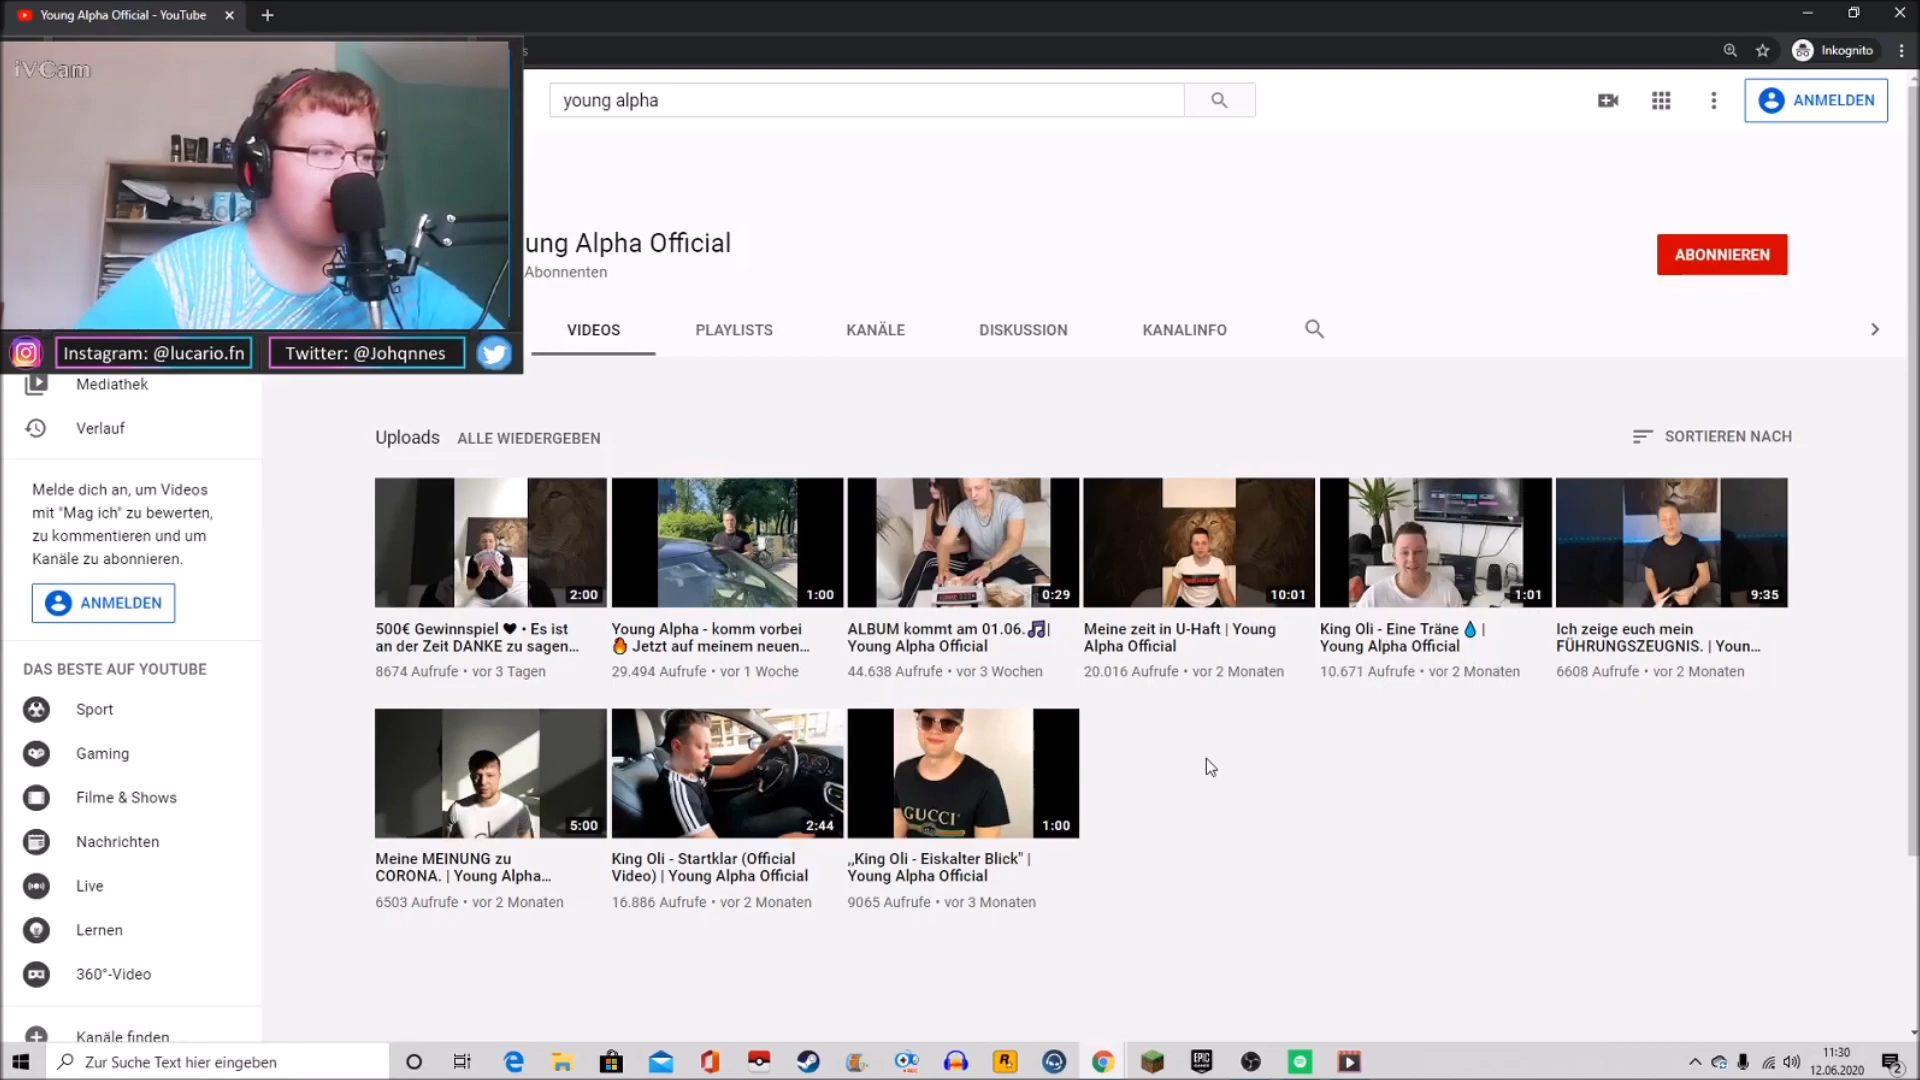 Young Alpha Official - YouTube
Inkognito
iVCam
young alpha
ANMELDEN
ung Alpha Official
Abonnenten
ABONNIEREN
VIDEOS PLAYLISTS KANÄLE DISKUSSION KANALINFO
Instagram: @lucario.fn Twitter: @Johqnnes
Mediathek
Verlauf
Melde dich an, um Videos
mit "Mag ich" zu bewerten,
zu kommentieren und um
Kanäle zu abonnieren.
ANMELDEN
DAS BESTE AUF YOUTUBE
Sport
Gaming
Filme & Shows
Nachrichten
Live
Lernen
360°-Video
Kanäle finden
Uploads ALLE WIEDERGEBEN
SORTIEREN NACH
2:00
500€ Gewinnspiel 🖤 • Es ist
an der Zeit DANKE zu sagen...
8674 Aufrufe • vor 3 Tagen
1:00
Young Alpha - komm vorbei
🔥 Jetzt auf meinem neuen...
29.494 Aufrufe • vor 1 Woche
0:29
ALBUM kommt am 01.06.🎵|
Young Alpha Official
44.638 Aufrufe • vor 3 Wochen
10:01
Meine zeit in U-Haft | Young
Alpha Official
20.016 Aufrufe • vor 2 Monaten
1:01
King Oli - Eine Träne 💧 |
Young Alpha Official
10.671 Aufrufe • vor 2 Monaten
9:35
Ich zeige euch mein
FÜHRUNGSZEUGNIS. | Youn...
6608 Aufrufe • vor 2 Monaten
5:00
Meine MEINUNG zu
CORONA. | Young Alpha...
6503 Aufrufe • vor 2 Monaten
2:44
King Oli - Startklar (Official
Video) | Young Alpha Official
16.886 Aufrufe • vor 2 Monaten
GUCCI
1:00
,,King Oli - Eiskalter Blick" |
Young Alpha Official
9065 Aufrufe • vor 3 Monaten
Zur Suche Text hier eingeben
REC
EPIC
GAMES
11:30
12.06.2020
2